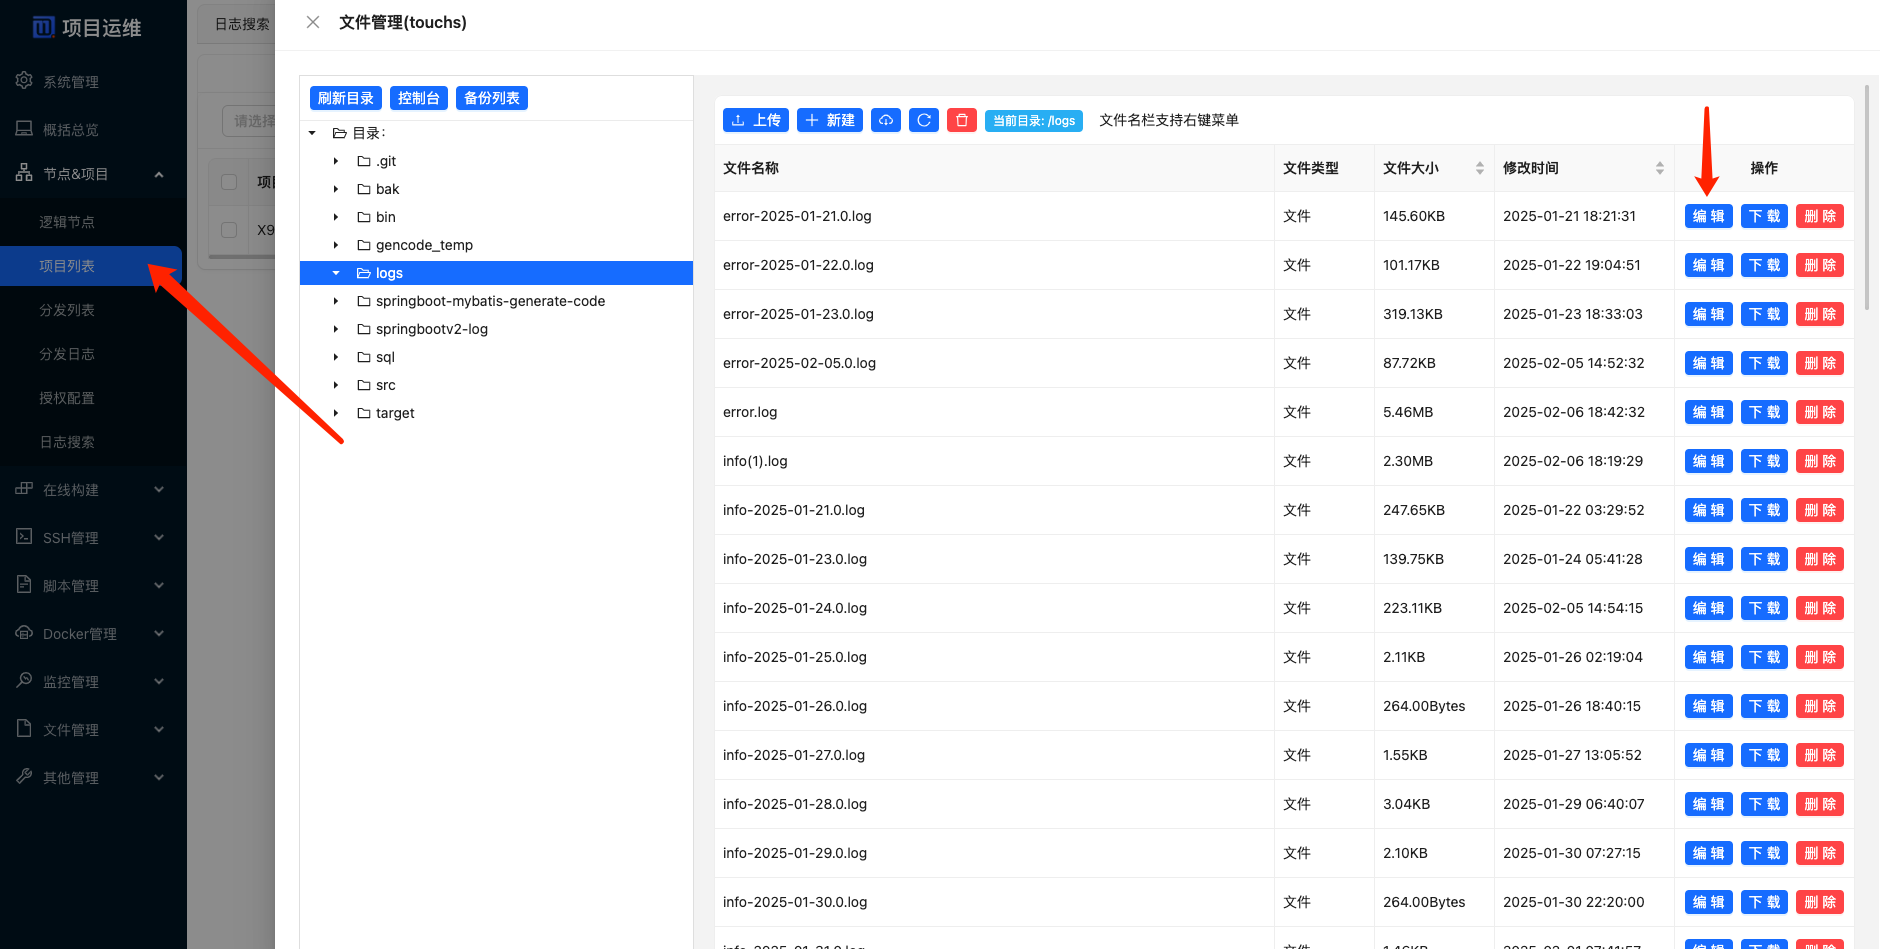 项目运维
系统管理
概括总览
节点&项目
逻辑节点
项目列表
分发列表
分发日志
授权配置
日志搜索
在线构建
SSH管理
脚本管理
Docker管理
监控管理
文件管理
其他管理
日志搜索
请选择
项
X9
文件管理(touchs)
刷新目录 控制台 备份列表
目录：
.git
bak
bin
gencode_temp
logs
springboot-mybatis-generate-code
springbootv2-log
sql
src
target
上传 新建 当前目录: /logs 文件名栏支持右键菜单
文件名称 文件类型 文件大小 修改时间 操作
error-2025-01-21.0.log 文件 145.60KB 2025-01-21 18:21:31 编辑 下载 删除
error-2025-01-22.0.log 文件 101.17KB 2025-01-22 19:04:51 编辑 下载 删除
error-2025-01-23.0.log 文件 319.13KB 2025-01-23 18:33:03 编辑 下载 删除
error-2025-02-05.0.log 文件 87.72KB 2025-02-05 14:52:32 编辑 下载 删除
error.log 文件 5.46MB 2025-02-06 18:42:32 编辑 下载 删除
info(1).log 文件 2.30MB 2025-02-06 18:19:29 编辑 下载 删除
info-2025-01-21.0.log 文件 247.65KB 2025-01-22 03:29:52 编辑 下载 删除
info-2025-01-23.0.log 文件 139.75KB 2025-01-24 05:41:28 编辑 下载 删除
info-2025-01-24.0.log 文件 223.11KB 2025-02-05 14:54:15 编辑 下载 删除
info-2025-01-25.0.log 文件 2.11KB 2025-01-26 02:19:04 编辑 下载 删除
info-2025-01-26.0.log 文件 264.00Bytes 2025-01-26 18:40:15 编辑 下载 删除
info-2025-01-27.0.log 文件 1.55KB 2025-01-27 13:05:52 编辑 下载 删除
info-2025-01-28.0.log 文件 3.04KB 2025-01-29 06:40:07 编辑 下载 删除
info-2025-01-29.0.log 文件 2.10KB 2025-01-30 07:27:15 编辑 下载 删除
info-2025-01-30.0.log 文件 264.00Bytes 2025-01-30 22:20:00 编辑 下载 删除